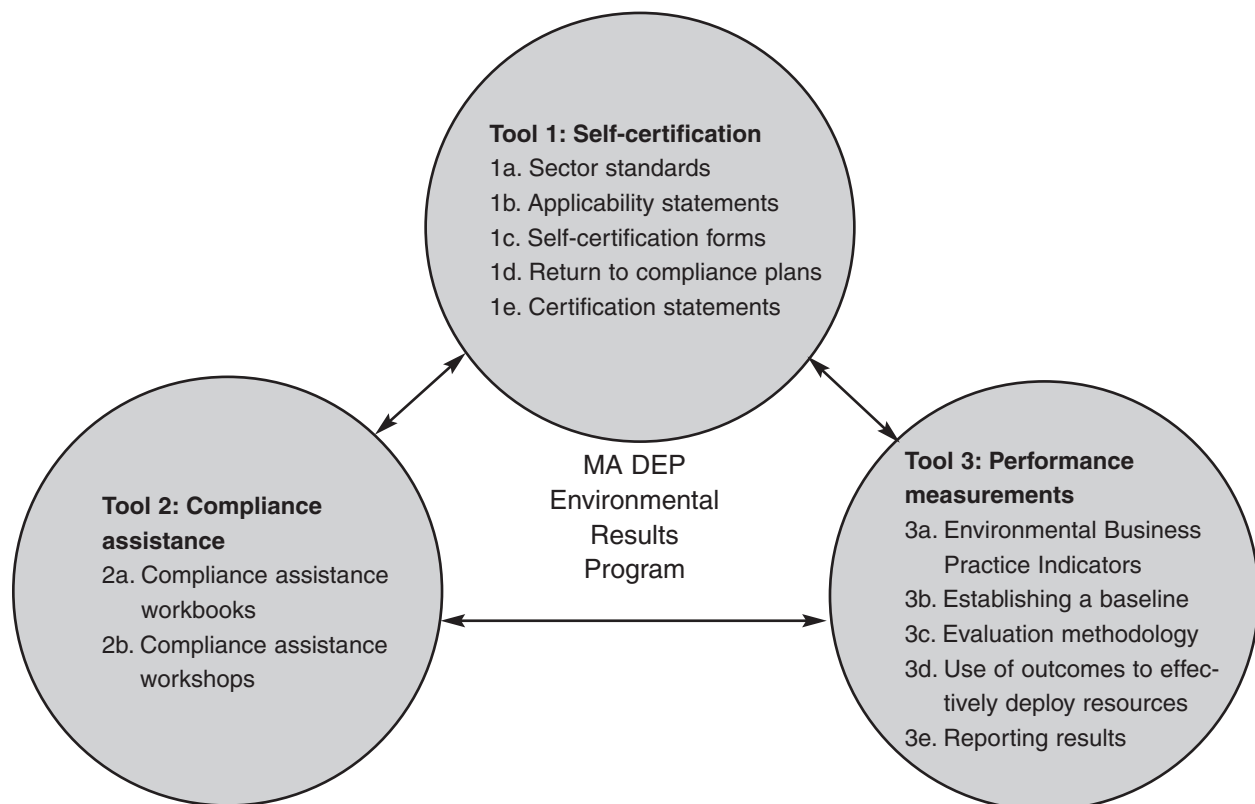 Tool 1: Self-certification
1a. Sector standards
1b. Applicability statements
1c. Self-certification forms
1d. Return to compliance plans
1e. Certification statements
MA DEP
Environmental
Results
Program
Tool 2: Compliance
assistance
2a. Compliance assistance
workbooks
2b. Compliance assistance
workshops
Tool 3: Performance
measurements
3a. Environmental Business
Practice Indicators
3b. Establishing a baseline
3c. Evaluation methodology
3d. Use of outcomes to effec-
tively deploy resources
3e. Reporting results